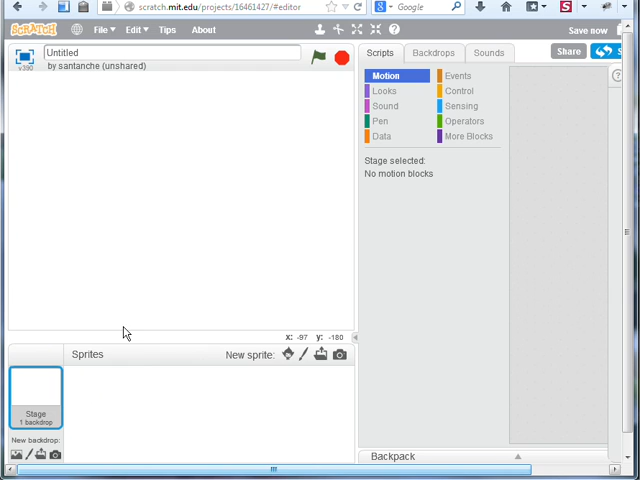 scratch.mit.edu/projects/16461427/#editor
Google
SCRATCH
File
Edit
Tips
About
Save now
v390
Untitled
by santanche (unshared)
Scripts
Backdrops
Sounds
Share
S
Motion
Events
Looks
Control
Sound
Sensing
Pen
Operators
Data
More Blocks
Stage selected:
No motion blocks
x: -97 y: -180
Sprites
New sprite:
Stage
1 backdrop
New backdrop:
Backpack